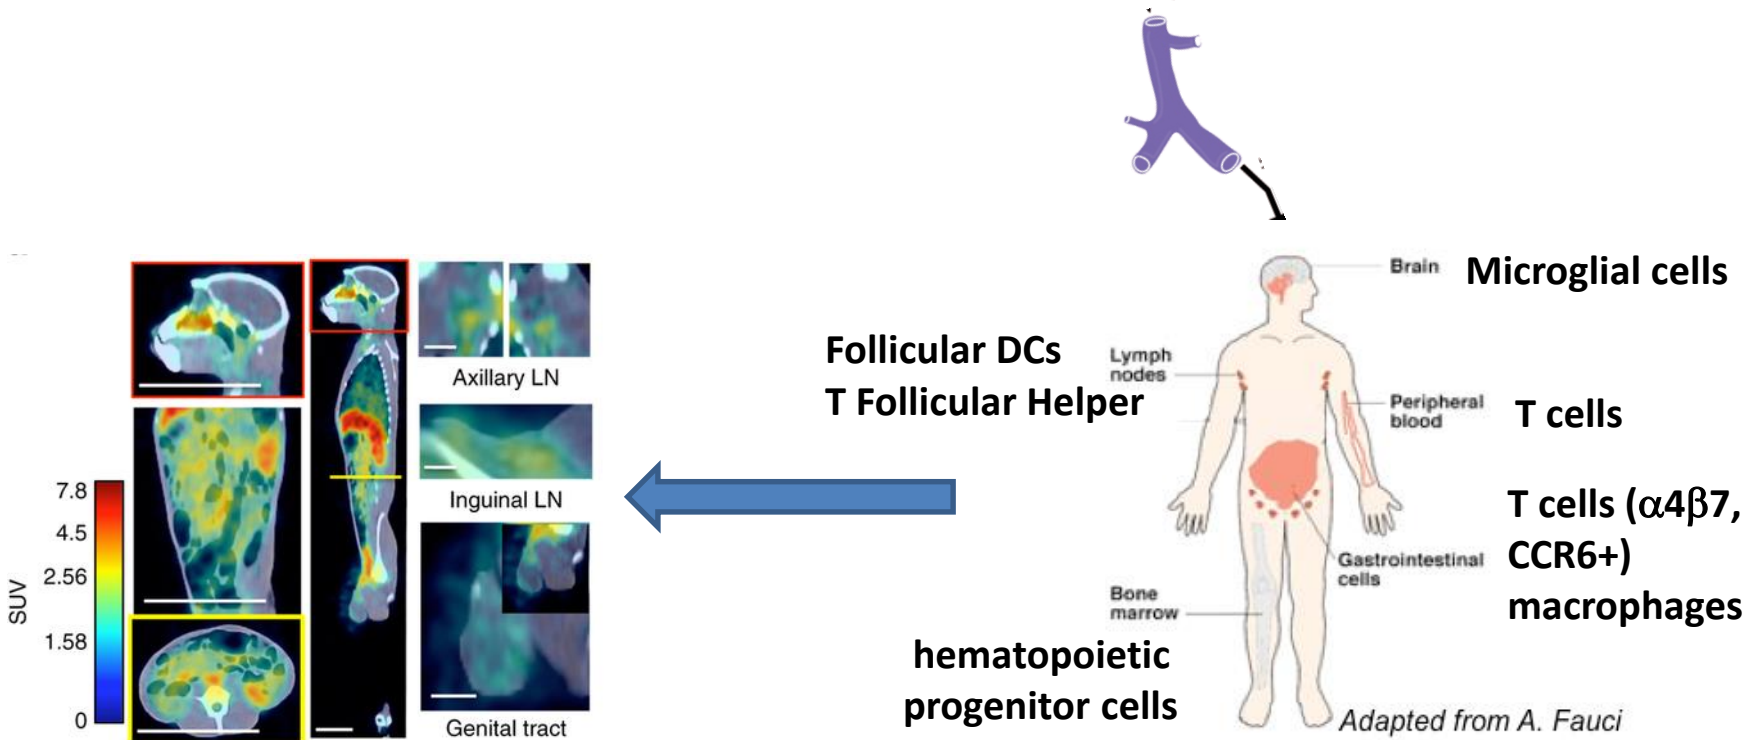 Axillary LN
Inguinal LN
Genital tract
SUV
7.8
4.5
2.56
1.58
0
Follicular DCs
T Follicular Helper
hematopoietic
progenitor cells
Brain
Microglial cells
Lymph
nodes
Peripheral
blood
T cells
T cells (α4β7,
CCR6+)
macrophages
Gastrointestinal
cells
Bone
marrow
Adapted from A. Fauci